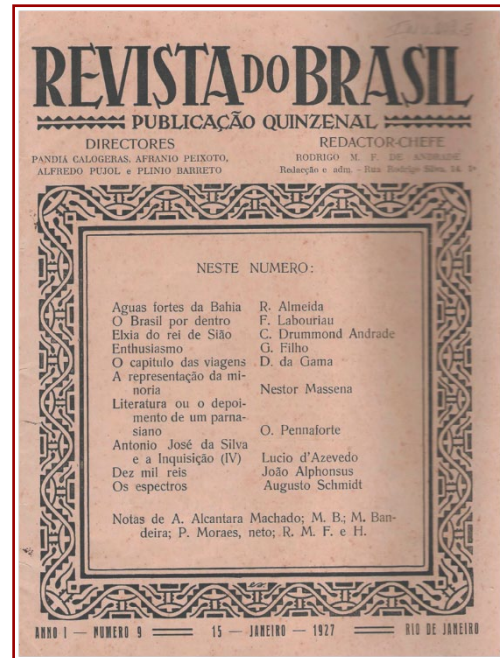 REVISTA DO BRASIL
PUBLICAÇÃO QUINZENAL
DIRECTORES
PANDIÁ CALOGERAS, AFRANIO PEIXOTO,
ALFREDO PUJOL e PLINIO BARRETO
REDACTOR-CHEFE
RODRIGO M. F. DE ANDRADE
Redacção e adm. - Rua Rodrigo Silva, 14. 2º
NESTE NUMERO:
Aguas fortes da Bahia R. Almeida
O Brasil por dentro F. Labouriau
Elxia do rei de Sião C. Drummond Andrade
Enthusiasmo G. Filho
O capitulo das viagens D. da Gama
A representação da mi-
noria Nestor Massena
Literatura ou o depoi-
mento de um parna-
siano O. Pennaforte
Antonio José da Silva
e a Inquisição (IV) Lucio d'Azevedo
Dez mil reis João Alphonsus
Os espectros Augusto Schmidt
Notas de A. Alcantara Machado; M. B.; M. Ban-
deira; P. Moraes, neto; R. M. F. e H.
ANNO I — NUMERO 9 15 — JANEIRO — 1927 RIO DE JANEIRO